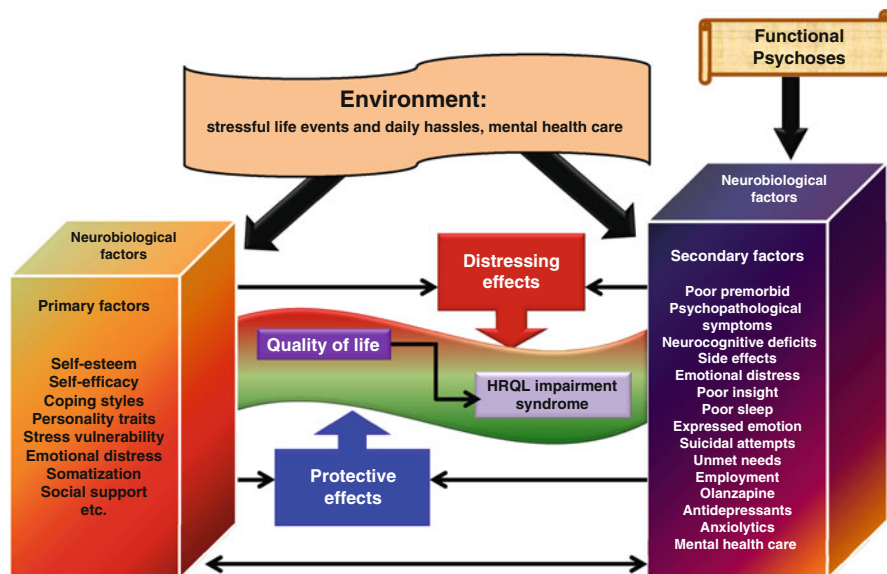 Functional
Psychoses
Environment:
stressful life events and daily hassles, mental health care
Neurobiological
factors
Primary factors
Self-esteem
Self-efficacy
Coping styles
Personality traits
Stress vulnerability
Emotional distress
Somatization
Social support
etc.
Distressing
effects
Quality of life
HRQL impairment
syndrome
Protective
effects
Neurobiological
factors
Secondary factors
Poor premorbid
Psychopathological
symptoms
Neurocognitive deficits
Side effects
Emotional distress
Poor insight
Poor sleep
Expressed emotion
Suicidal attempts
Unmet needs
Employment
Olanzapine
Antidepressants
Anxiolytics
Mental health care